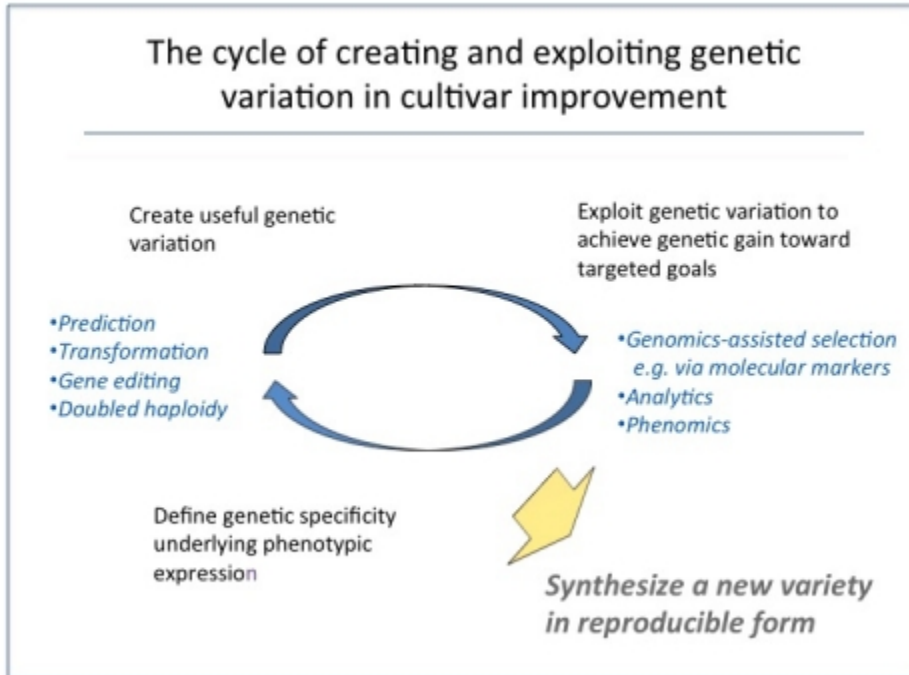 The cycle of creating and exploiting genetic
variation in cultivar improvement
Create useful genetic
variation
Exploit genetic variation to
achieve genetic gain toward
targeted goals
•Prediction
•Transformation
•Gene editing
•Doubled haploidy
•Genomics-assisted selection
e.g. via molecular markers
•Analytics
•Phenomics
Define genetic specificity
underlying phenotypic
expression
Synthesize a new variety
in reproducible form